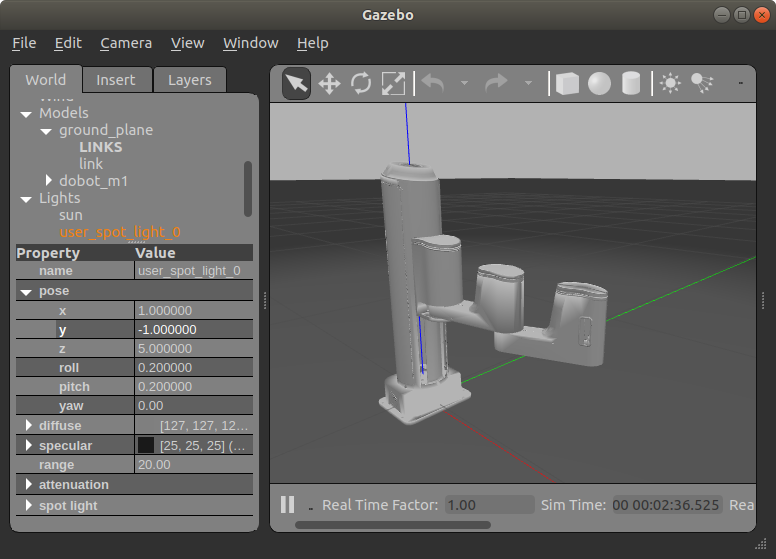 Gazebo
File Edit Camera View Window Help
World Insert Layers
Models
ground_plane
LINKS
link
dobot_m1
Lights
sun
user_spot_light_0
Property Value
name user_spot_light_0
pose
x 1.000000
y -1.000000
z 5.000000
roll 0.200000
pitch 0.200000
yaw 0.00
diffuse [127, 127, 12...
specular [25, 25, 25] (...
range 20.00
attenuation
spot light
Real Time Factor: 1.00 Sim Time: 00 00:02:36.525 Rea